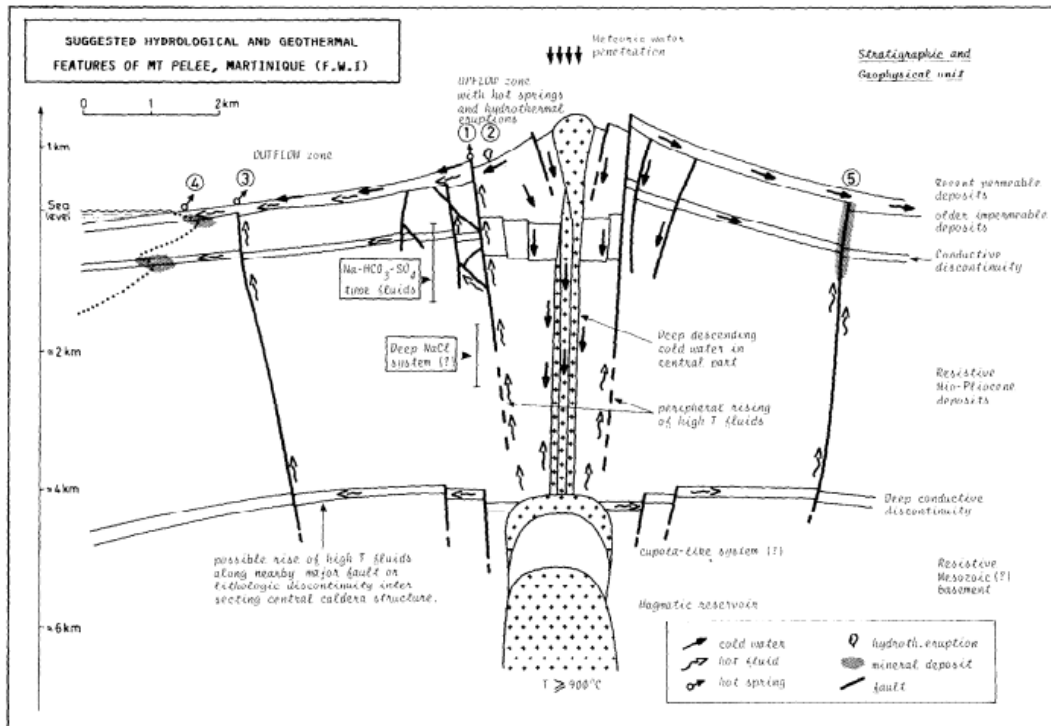 SUGGESTED HYDROLOGICAL AND GEOTHERMAL
FEATURES OF MT PELEE, MARTINIQUE (F.W.I)
0 1 2km
Meteoric water
penetration
Stratigraphic and
Geophysical unit
UPFLOW zone
with hot springs
and hydrothermal
eruptions
1km
1 2
OUTFLOW zone
4
3
5
Sea
level
Recent permeable
deposits
older impermeable
deposits
Conductive
discontinuity
Na-HCO3-SO4
type fluids
Deep NaCl
system (?)
Deep descending
cold water in
central part
≈2km
Resistive
Mio-Pliocene
deposits
peripheral rising
of high T fluids
≈4km
Deep conductive
discontinuity
possible rise of high T fluids
along nearby major fault or
lithologic discontinuity inter
secting central caldera structure.
Cupola-like system (?)
Resistive
Mesozoic (?)
basement
Magmatic reservoir
≈6km
T ⩾ 900°C
cold water
hot fluid
hot spring
hydroth.eruption
mineral deposit
fault